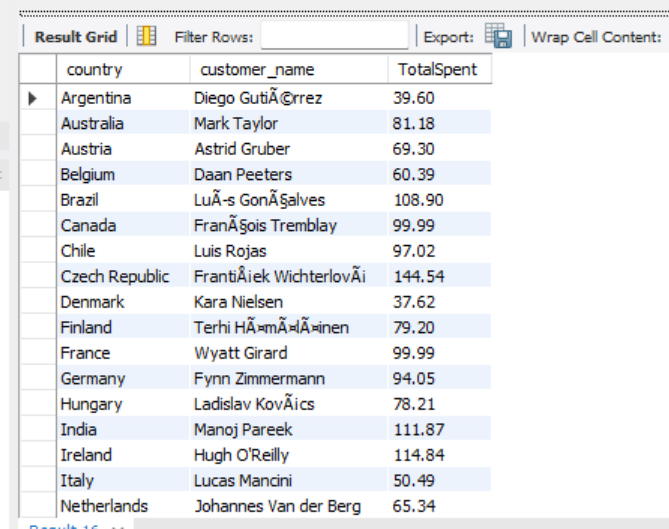 Result Grid Filter Rows: Export: Wrap Cell Content:
country customer_name TotalSpent
Argentina Diego GutiÃ©rrez 39.60
Australia Mark Taylor 81.18
Austria Astrid Gruber 69.30
Belgium Daan Peeters 60.39
Brazil LuÃ-s GonÃ§alves 108.90
Canada FranÃ§ois Tremblay 99.99
Chile Luis Rojas 97.02
Czech Republic FrantiÅ¡ek WichterlovÃ¡ 144.54
Denmark Kara Nielsen 37.62
Finland Terhi HÃ¤mÃ¤lÃ¤inen 79.20
France Wyatt Girard 99.99
Germany Fynn Zimmermann 94.05
Hungary Ladislav KovÃ¡cs 78.21
India Manoj Pareek 111.87
Ireland Hugh O'Reilly 114.84
Italy Lucas Mancini 50.49
Netherlands Johannes Van der Berg 65.34